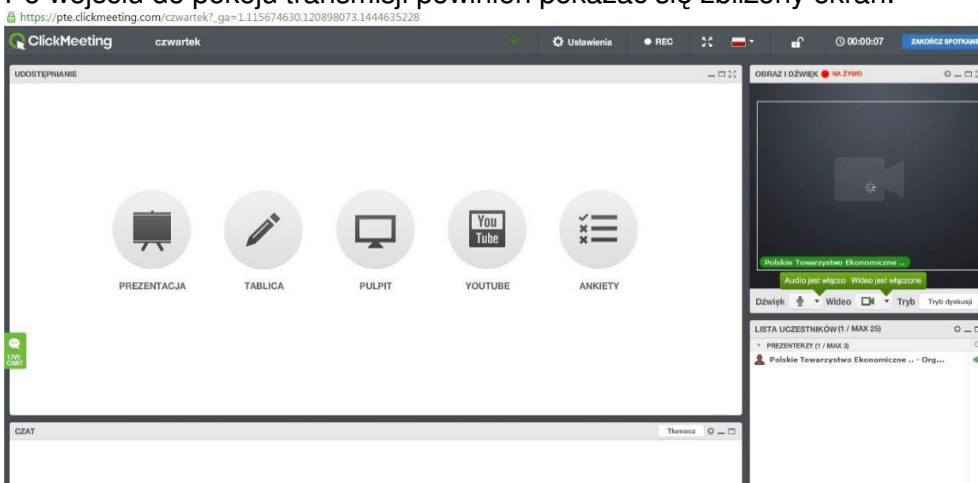 Po wejściu do pokoju transmisji powinien pokazać się zbliżony ekran:
https://pte.clickmeeting.com/czwartek?_ga=1.115674630.120898073.1444635228
ClickMeeting czwartek Ustawienia REC 00:00:07 ZAKOŃCZ SPOTKANIE
UDOSTĘPNIANIE
PREZENTACJA TABLICA PULPIT YOUTUBE ANKIETY
You
Tube
LIVE
CHAT
CZAT Tłumacz
OBRAZ I DŹWIĘK NA ŻYWO
Polskie Towarzystwo Ekonomiczne ..
Audio jest włączo Wideo jest włączone
Dźwięk Wideo Tryb Tryb dyskusji
LISTA UCZESTNIKÓW (1 / MAX 25)
PREZENTERZY (1 / MAX 3)
Polskie Towarzystwo Ekonomiczne .. - Org...